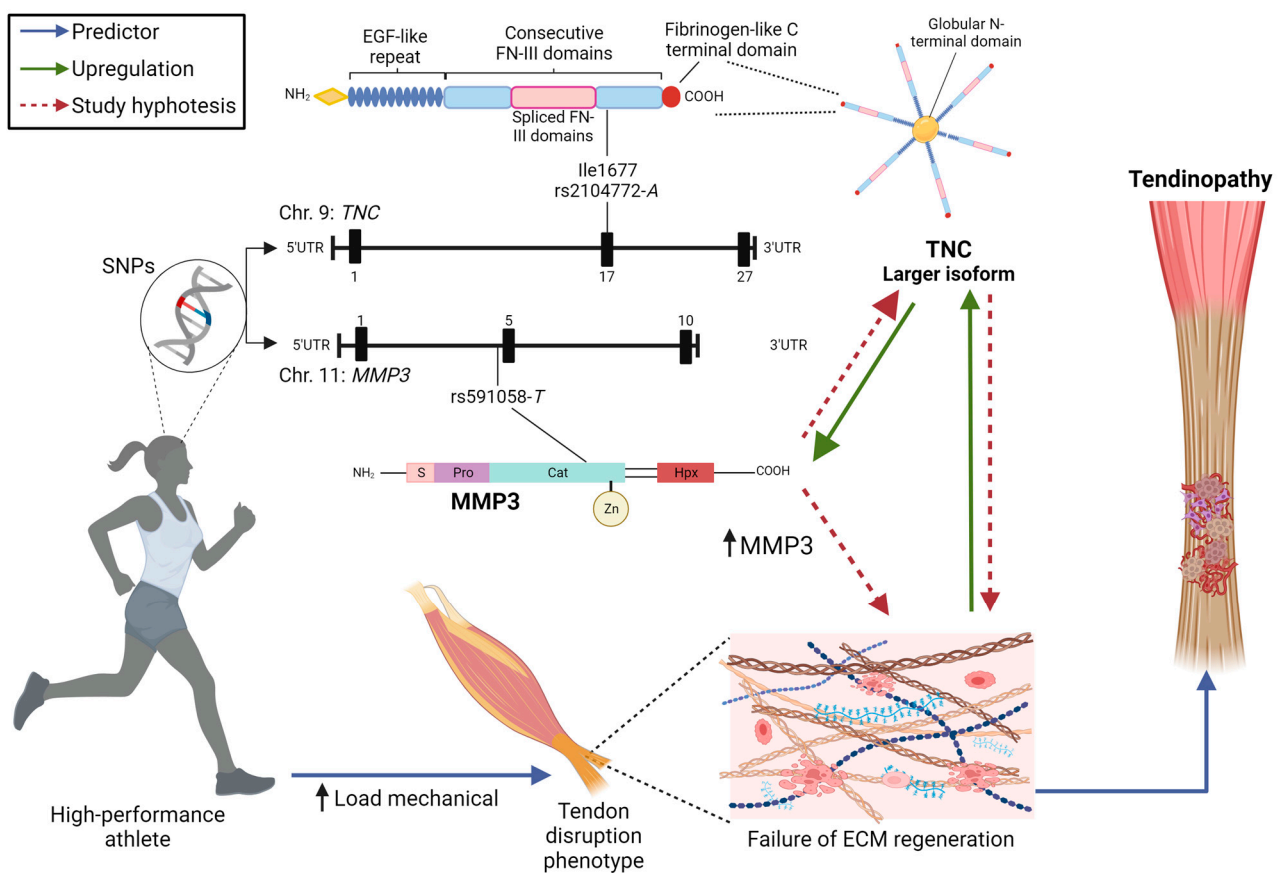 Predictor
Upregulation
Study hyphotesis
EGF-like
repeat
Consecutive
FN-III domains
Fibrinogen-like C
terminal domain
Globular N-
terminal domain
NH2
COOH
Spliced FN-
III domains
Ile1677
rs2104772-A
Chr. 9: TNC
5'UTR
3'UTR
1
17
27
SNPs
TNC
Larger isoform
Tendinopathy
1
5
10
5'UTR
3'UTR
Chr. 11: MMP3
rs591058-T
NH2
S
Pro
Cat
Hpx
COOH
MMP3
Zn
MMP3
Load mechanical
High-performance
athlete
Tendon
disruption
phenotype
Failure of ECM regeneration